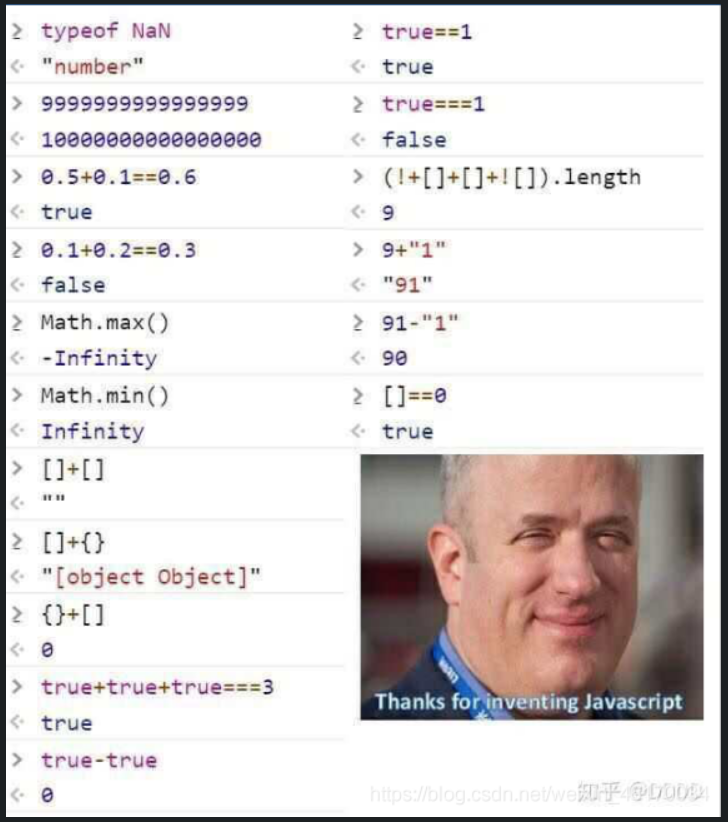 typeof NaN
"number"
9999999999999999
10000000000000000
0.5+0.1==0.6
true
0.1+0.2==0.3
false
Math.max()
-Infinity
Math.min()
Infinity
[]+[]
""
[]+{}
"[object Object]"
{}+[]
0
true+true+true===3
true
true-true
0
true==1
true
true===1
false
(!+[]+[]+![]).length
9
9+"1"
"91"
91-"1"
90
[]==0
true
Thanks for inventing Javascript
知乎